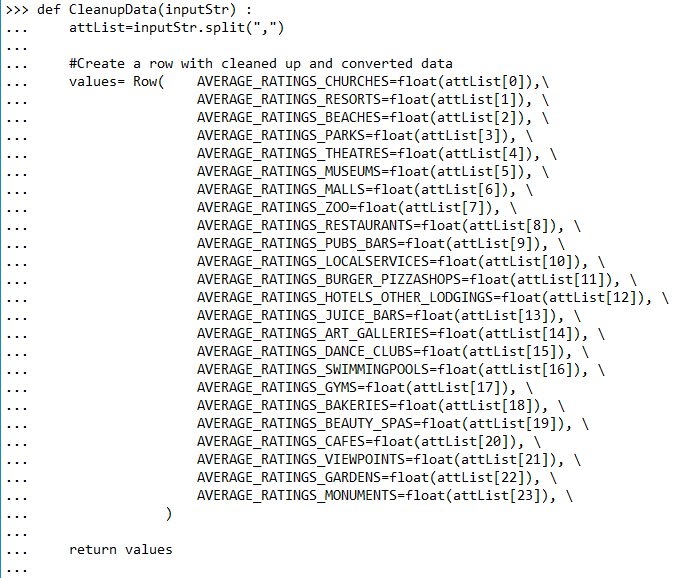 >>> def CleanupData(inputStr) :
...     attList=inputStr.split(",")
...
...     #Create a row with cleaned up and converted data
...     values= Row(    AVERAGE_RATINGS_CHURCHES=float(attList[0]),\
...                     AVERAGE_RATINGS_RESORTS=float(attList[1]), \
...                     AVERAGE_RATINGS_BEACHES=float(attList[2]), \
...                     AVERAGE_RATINGS_PARKS=float(attList[3]), \
...                     AVERAGE_RATINGS_THEATRES=float(attList[4]), \
...                     AVERAGE_RATINGS_MUSEUMS=float(attList[5]), \
...                     AVERAGE_RATINGS_MALLS=float(attList[6]), \
...                     AVERAGE_RATINGS_ZOO=float(attList[7]), \
...                     AVERAGE_RATINGS_RESTAURANTS=float(attList[8]), \
...                     AVERAGE_RATINGS_PUBS_BARS=float(attList[9]), \
...                     AVERAGE_RATINGS_LOCALSERVICES=float(attList[10]), \
...                     AVERAGE_RATINGS_BURGER_PIZZASHOPS=float(attList[11]), \
...                     AVERAGE_RATINGS_HOTELS_OTHER_LODGINGS=float(attList[12]), \
...                     AVERAGE_RATINGS_JUICE_BARS=float(attList[13]), \
...                     AVERAGE_RATINGS_ART_GALLERIES=float(attList[14]), \
...                     AVERAGE_RATINGS_DANCE_CLUBS=float(attList[15]), \
...                     AVERAGE_RATINGS_SWIMMINGPOOLS=float(attList[16]), \
...                     AVERAGE_RATINGS_GYMS=float(attList[17]), \
...                     AVERAGE_RATINGS_BAKERIES=float(attList[18]), \
...                     AVERAGE_RATINGS_BEAUTY_SPAS=float(attList[19]), \
...                     AVERAGE_RATINGS_CAFES=float(attList[20]), \
...                     AVERAGE_RATINGS_VIEWPOINTS=float(attList[21]), \
...                     AVERAGE_RATINGS_GARDENS=float(attList[22]), \
...                     AVERAGE_RATINGS_MONUMENTS=float(attList[23]), \
...                 )
...
...     return values
...